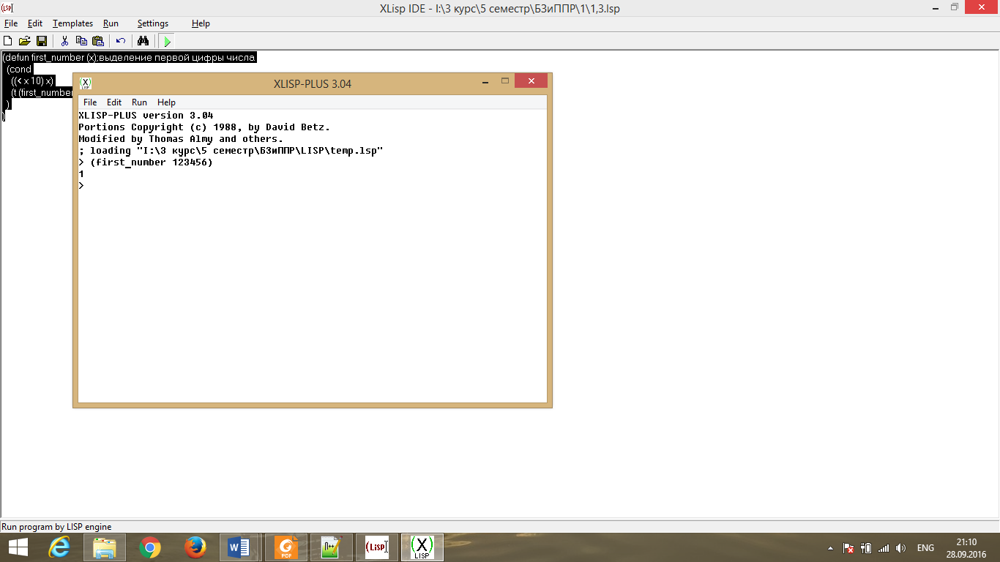 XLisp IDE - I:\3 курс\5 семестр\БЗиППР\1\1,3.lsp
File Edit Templates Run Settings Help
(defun first_number (x);выделение первой цифры числа
(cond
((< x 10) x)
(t (first_number
)
)
XLISP-PLUS 3.04
File Edit Run Help
XLISP-PLUS version 3.04
Portions Copyright (c) 1988, by David Betz.
Modified by Thomas Almy and others.
; loading "I:\3 курс\5 семестр\БЗиППР\LISP\temp.lsp"
> (first_number 123456)
1
>
Run program by LISP engine
ENG
21:10
28.09.2016